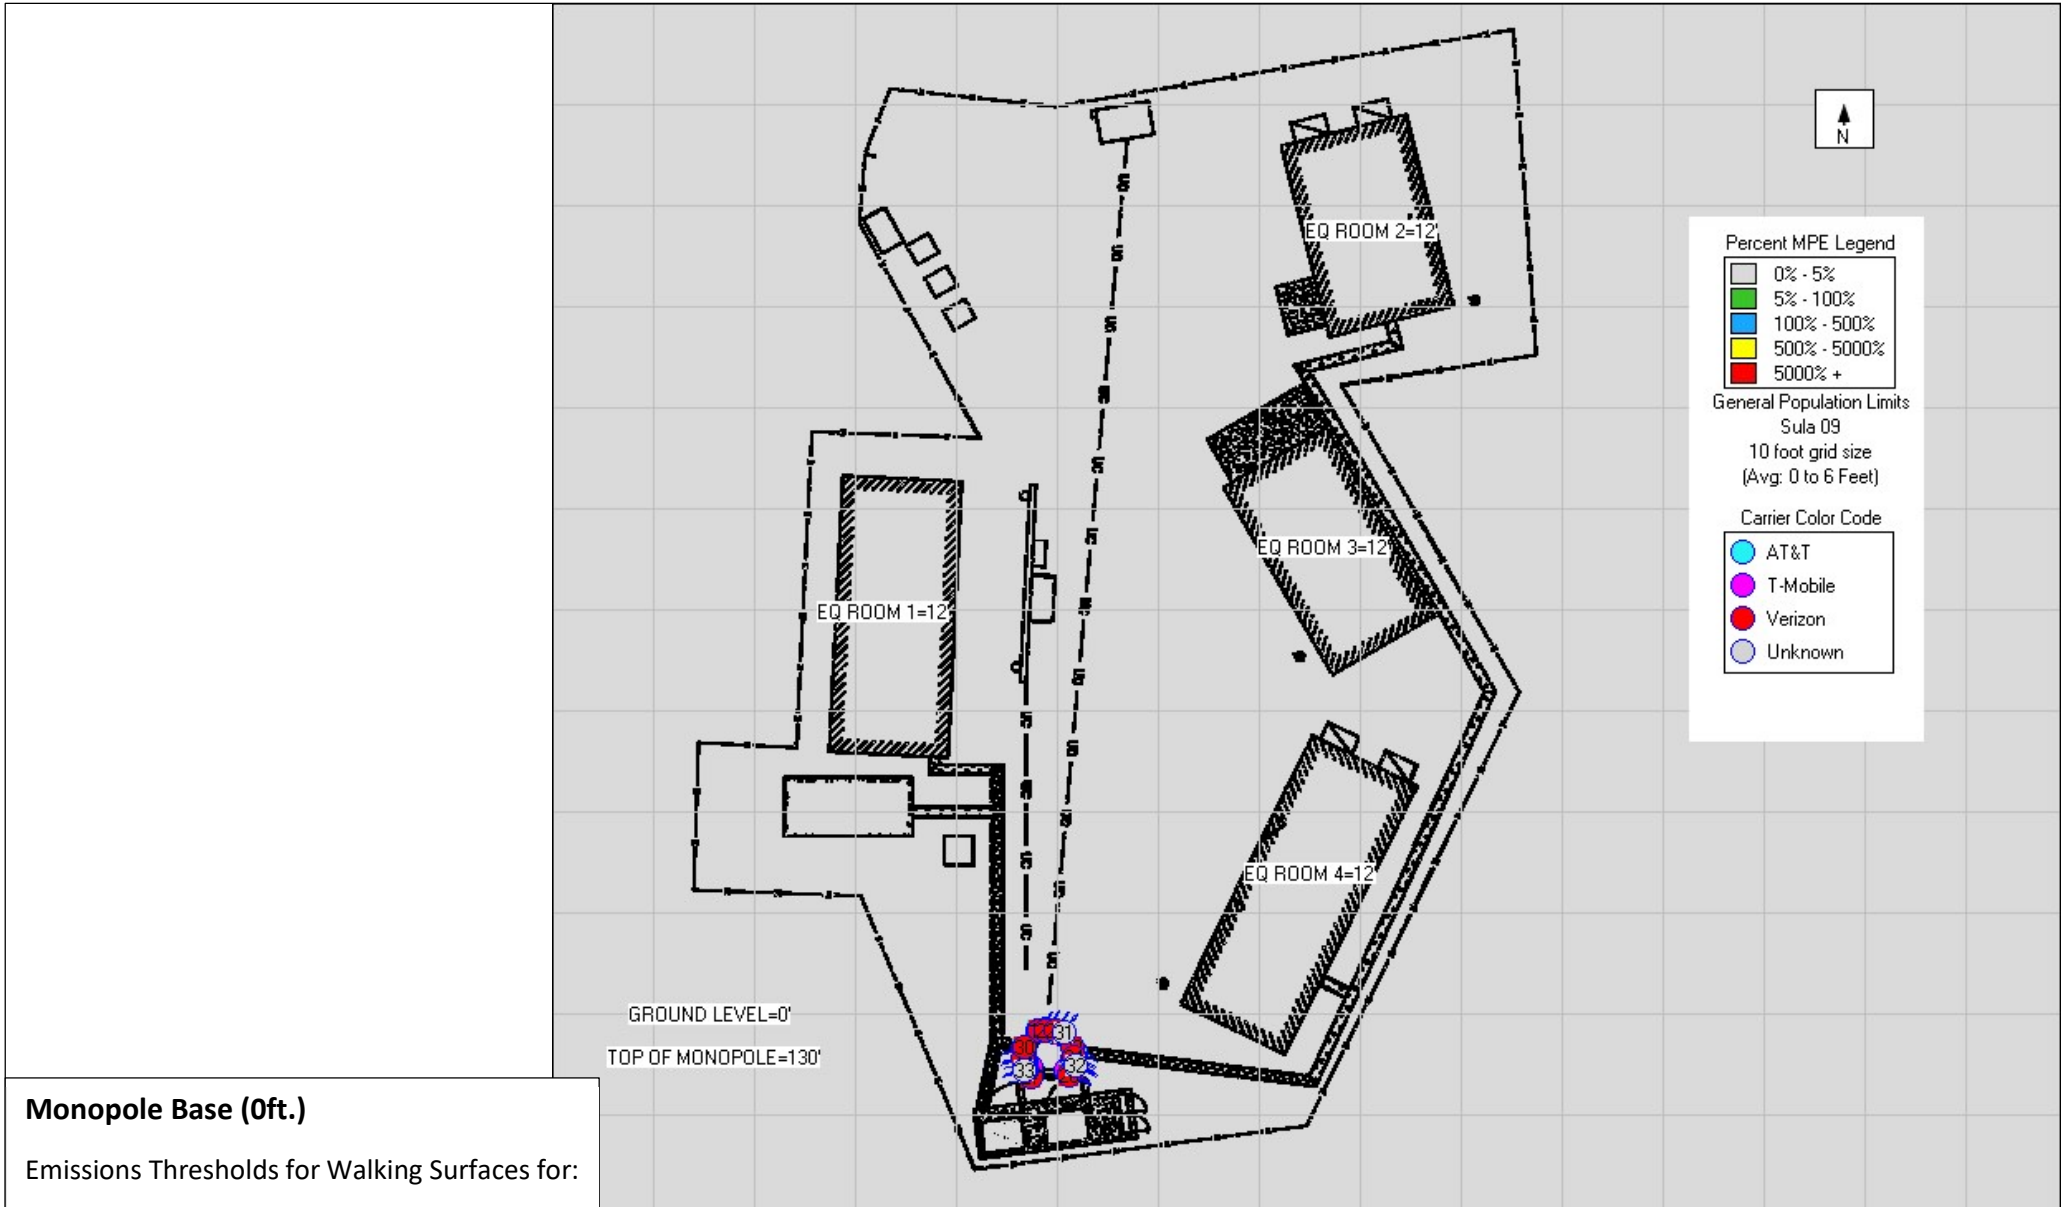 N
EQ ROOM 2=12'
Percent MPE Legend
0% - 5%
5% - 100%
100% - 500%
500% - 5000%
5000% +
General Population Limits
Sula 09
10 foot grid size
(Avg: 0 to 6 Feet)
Carrier Color Code
AT&T
T-Mobile
Verizon
Unknown
EQ ROOM 3=12'
EQ ROOM 1=12'
EQ ROOM 4=12'
GROUND LEVEL=0'
TOP OF MONOPOLE=130'
31
30
32
33
Monopole Base (0ft.)
Emissions Thresholds for Walking Surfaces for: